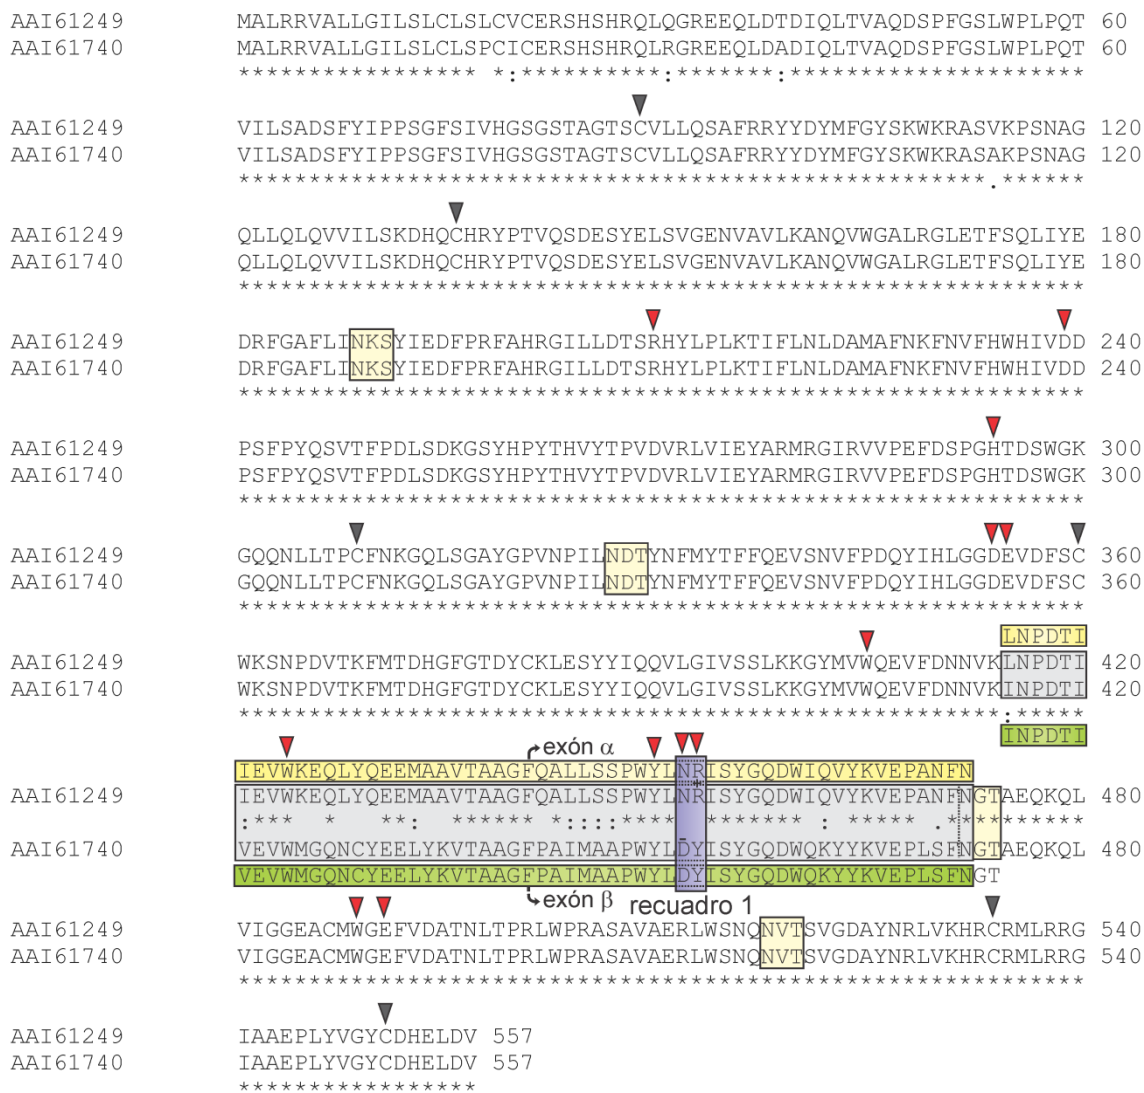 AAI61249 MALRRVALLGILSLCLSLCVCERSHSHRQLQGREEQLDTDIQLTVAQDSPFGSLWPLPQT 60
AAI61740 MALRRVALLGILSLCLSPCICERSHSHRQLRGREEQLDADIQLTVAQDSPFGSLWPLPQT 60
***************** *:**********:*******:*********************
AAI61249 VILSADSFYIPPSGFSIVHGSGSTAGTSCVLLQSAFRRYYDYMFGYSKWKRASVKPSNAG 120
AAI61740 VILSADSFYIPPSGFSIVHGSGSTAGTSCVLLQSAFRRYYDYMFGYSKWKRASAKPSNAG 120
*****************************************************.******
AAI61249 QLLQLQVVILSKDHQCHRYPTVQSDESYELSVGENVAVLKANQVWGALRGLETFSQLIYE 180
AAI61740 QLLQLQVVILSKDHQCHRYPTVQSDESYELSVGENVAVLKANQVWGALRGLETFSQLIYE 180
************************************************************
AAI61249 DRFGAFLINKSYIEDFPRFAHRGILLDTSRHYLPLKTIFLNLDAMAFNKFNVFHWHIVDD 240
AAI61740 DRFGAFLINKSYIEDFPRFAHRGILLDTSRHYLPLKTIFLNLDAMAFNKFNVFHWHIVDD 240
************************************************************
AAI61249 PSFPYQSVTFPDLSDKGSYHPYTHVYTPVDVRLVIEYARMRGIRVVPEFDSPGHTDSWGK 300
AAI61740 PSFPYQSVTFPDLSDKGSYHPYTHVYTPVDVRLVIEYARMRGIRVVPEFDSPGHTDSWGK 300
************************************************************
AAI61249 GQQNLLTPCFNKGQLSGAYGPVNPILNDTYNFMYTFFQEVSNVFPDQYIHLGGDEVDFSC 360
AAI61740 GQQNLLTPCFNKGQLSGAYGPVNPILNDTYNFMYTFFQEVSNVFPDQYIHLGGDEVDFSC 360
************************************************************
LNPDTI
AAI61249 WKSNPDVTKFMTDHGFGTDYCKLESYYIQQVLGIVSSLKKGYMVWQEVFDNNVKLNPDTI 420
AAI61740 WKSNPDVTKFMTDHGFGTDYCKLESYYIQQVLGIVSSLKKGYMVWQEVFDNNVKINPDTI 420
******************************************************:*****
INPDTI
exón α
IEVWKEQLYQEEMAAVTAAGFQALLSSPWYLNRISYGQDWIQVYKVEPANFN
AAI61249 IEVWKEQLYQEEMAAVTAAGFQALLSSPWYLNRISYGQDWIQVYKVEPANFNGTAEQKQL 480
:***  *  **:  ****** *::::*****  ******** : ***** .*********
AAI61740 VEVWMGQNCYEELYKVTAAGFPAIMAAPWYLDYISYGQDWQKYYKVEPLSFNGTAEQKQL 480
VEVWMGQNCYEELYKVTAAGFPAIMAAPWYLDYISYGQDWQKYYKVEPLSFNGT
exón β recuadro 1
AAI61249 VIGGEACMWGEFVDATNLTPRLWPRASAVAERLWSNQNVTSVGDAYNRLVKHRCRMLRRG 540
AAI61740 VIGGEACMWGEFVDATNLTPRLWPRASAVAERLWSNQNVTSVGDAYNRLVKHRCRMLRRG 540
************************************************************
AAI61249 IAAEPLYVGYCDHELDV 557
AAI61740 IAAEPLYVGYCDHELDV 557
*****************